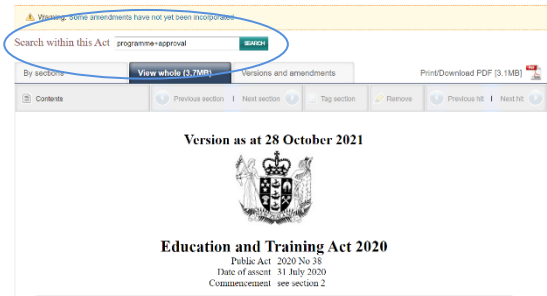 Warning: Some amendments have not yet been incorporated
Search within this Act programme+approval SEARCH
By sections View whole (3.7MB) Versions and amendments Print/Download PDF [3.1MB]
Contents Previous section Next section Tag section Remove Previous hit Next hit
Version as at 28 October 2021
Education and Training Act 2020
Public Act 2020 No 38
Date of assent 31 July 2020
Commencement see section 2